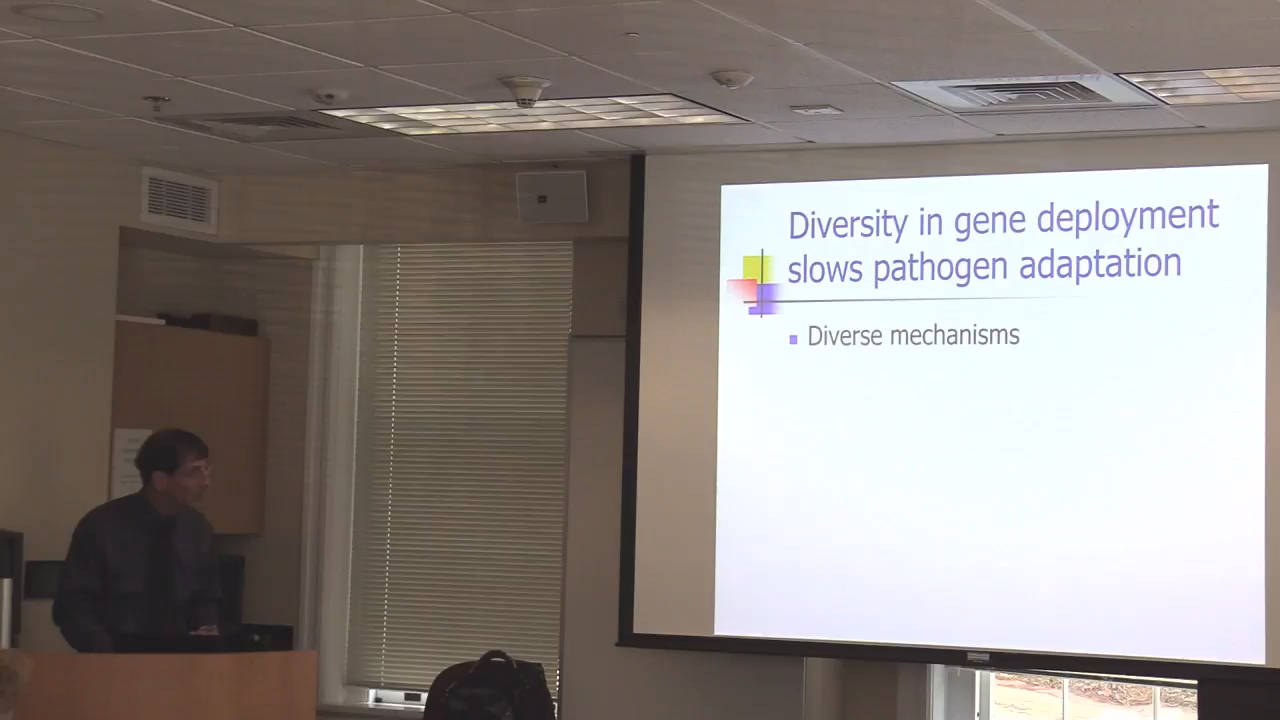 Diversity in gene deployment
slows pathogen adaptation
Diverse mechanisms